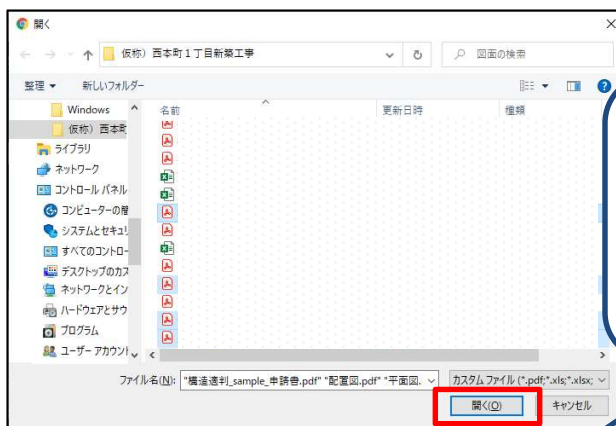 開く
仮称）西本町１丁目新築工事
図面の検索
整理 ▼ 新しいフォルダー
名前 更新日時 種類
Windows
仮称）西本町
ライブラリ
ネットワーク
コントロール パネル
コンピューターの簡
システムとセキュリ
すべてのコントロー
デスクトップのカス
ネットワークとイン
ハードウェアとサウ
プログラム
ユーザー アカウント
ファイル名(N): "構造適判_sample_申請書.pdf" "配置図.pdf" "平面図.
カスタム ファイル (*.pdf;*.xls;*.xlsx;
開く(O) キャンセル